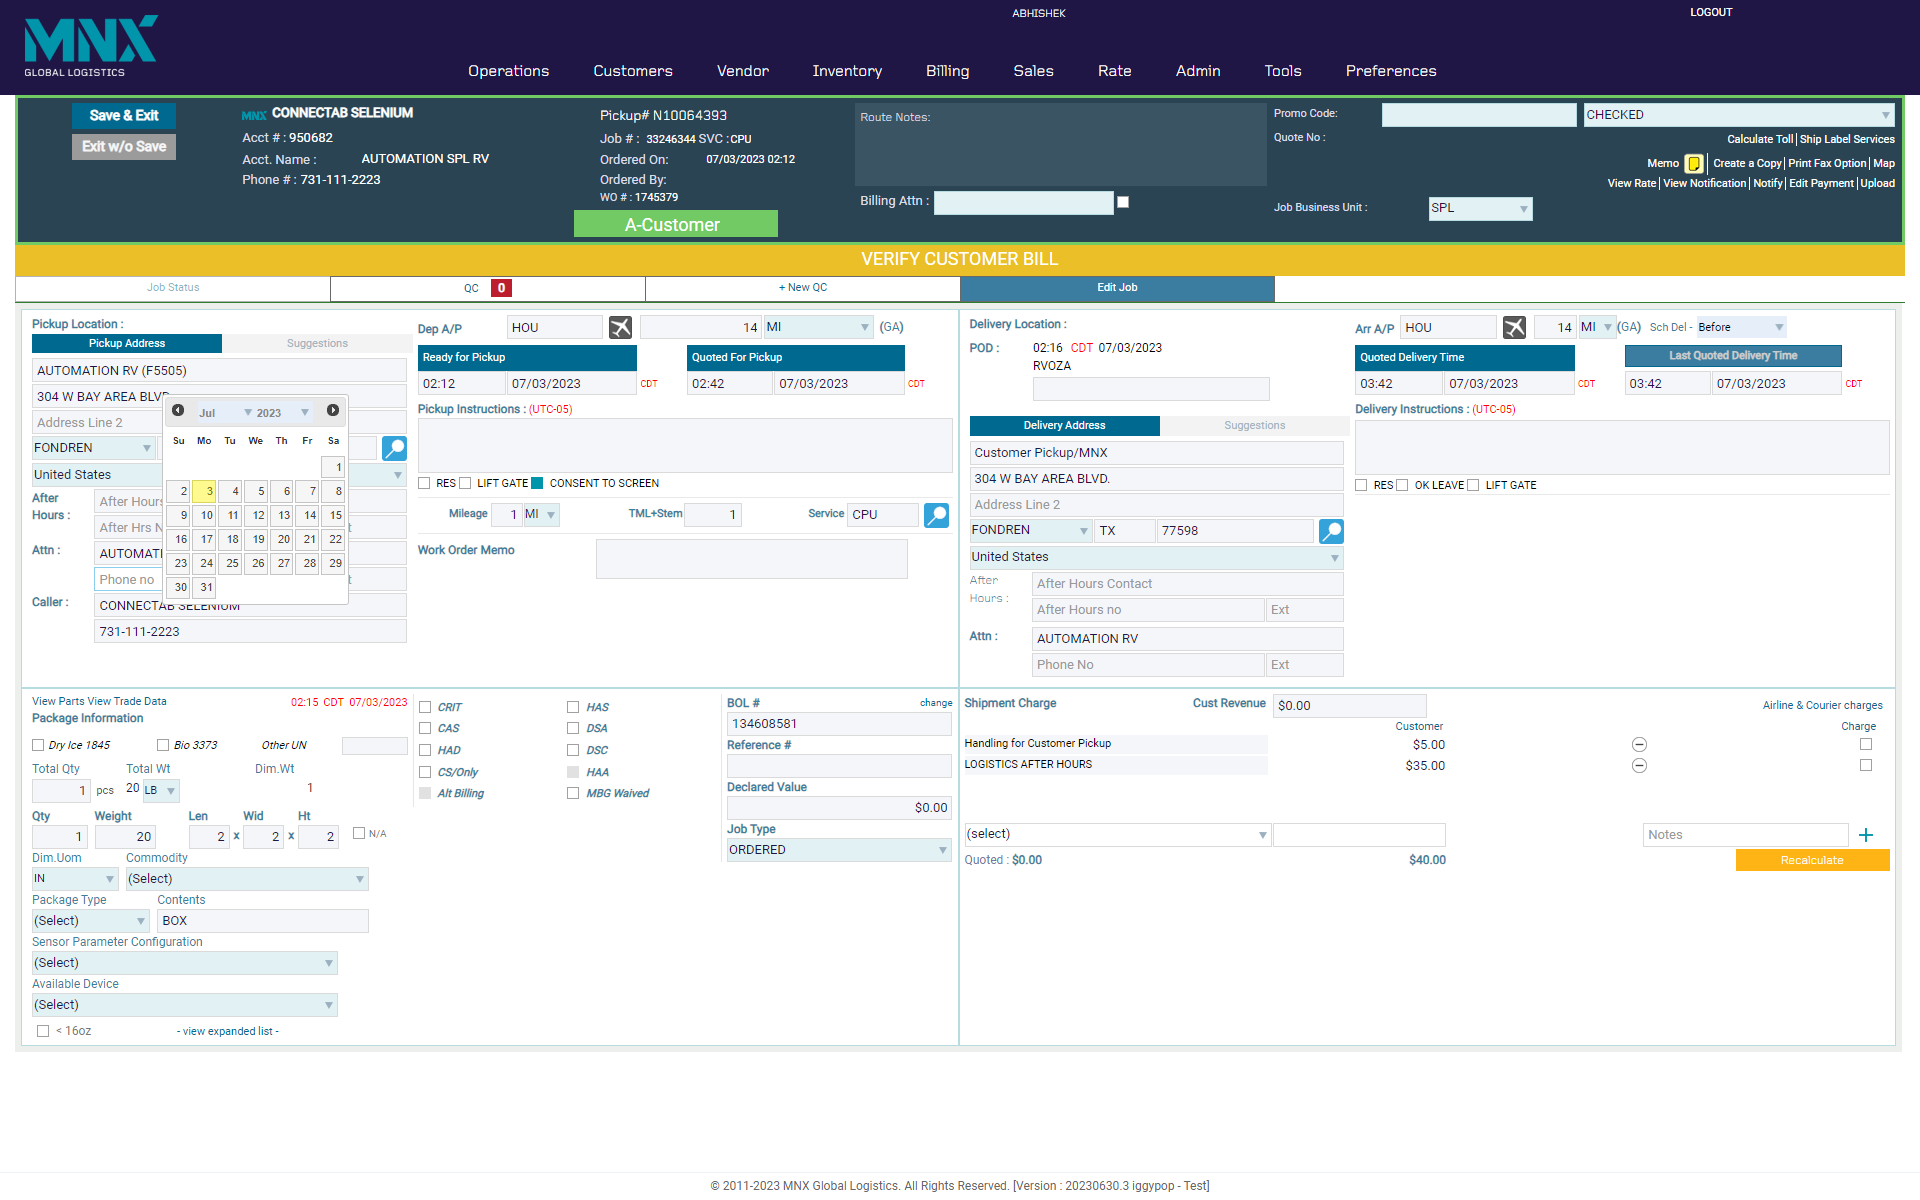 MNX
GLOBAL LOGISTICS
ABHISHEK
LOGOUT
Operations Customers Vendor Inventory Billing Sales Rate Admin Tools Preferences
Save & Exit
Exit w/o Save
MNX CONNECTAB SELENIUM
Acct # : 950682
Acct. Name : AUTOMATION SPL RV
Phone # : 731-111-2223
Pickup# N10064393
Job # : 33246344 SVC : CPU
Ordered On: 07/03/2023 02:12
Ordered By:
WO # : 1745379
A-Customer
Route Notes:
Billing Attn :
Promo Code:
CHECKED
Quote No :
Calculate Toll| Ship Label Services
Memo | Create a Copy| Print Fax Option| Map
View Rate| View Notification| Notify| Edit Payment| Upload
Job Business Unit : SPL
VERIFY CUSTOMER BILL
Job Status
QC 0
+ New QC
Edit Job
Pickup Location :
Pickup Address Suggestions
AUTOMATION RV (F5505)
304 W BAY AREA BLVD.
Address Line 2
FONDREN
United States
After Hours :
After Hours
After Hrs N
Attn : AUTOMATI
Phone no
Caller : CONNECTAB SELENIUM
731-111-2223
Jul 2023
Su Mo Tu We Th Fr Sa
1
2 3 4 5 6 7 8
9 10 11 12 13 14 15
16 17 18 19 20 21 22
23 24 25 26 27 28 29
30 31
Dep A/P HOU 14 MI (GA)
Ready for Pickup Quoted For Pickup
02:12 07/03/2023 CDT 02:42 07/03/2023 CDT
Pickup Instructions : (UTC-05)
RES LIFT GATE CONSENT TO SCREEN
Mileage 1 MI TML+Stem 1 Service CPU
Work Order Memo
Delivery Location :
POD : 02:16 CDT 07/03/2023
RVOZA
Delivery Address Suggestions
Customer Pickup/MNX
304 W BAY AREA BLVD.
Address Line 2
FONDREN TX 77598
United States
After Hours :
After Hours Contact
After Hours no Ext
Attn : AUTOMATION RV
Phone No Ext
Arr A/P HOU 14 MI (GA) Sch Del - Before
Quoted Delivery Time Last Quoted Delivery Time
03:42 07/03/2023 CDT 03:42 07/03/2023 CDT
Delivery Instructions : (UTC-05)
RES OK LEAVE LIFT GATE
View Parts View Trade Data 02:15 CDT 07/03/2023
Package Information
Dry Ice 1845 Bio 3373 Other UN
Total Qty Total Wt Dim.Wt
1 pcs 20 LB 1
Qty Weight Len Wid Ht
1 20 2 x 2 x 2 N/A
Dim.Uom Commodity
IN (Select)
Package Type Contents
(Select) BOX
Sensor Parameter Configuration
(Select)
Available Device
(Select)
< 16oz - view expanded list -
CRIT HAS
CAS DSA
HAD DSC
CS/Only HAA
Alt Billing MBG Waived
BOL # change
134608581
Reference #
Declared Value
$0.00
Job Type
ORDERED
Shipment Charge Cust Revenue $0.00 Airline & Courier charges
Customer Charge
Handling for Customer Pickup $5.00
LOGISTICS AFTER HOURS $35.00
(select) Notes
Quoted : $0.00 $40.00 Recalculate
© 2011-2023 MNX Global Logistics. All Rights Reserved. [Version : 20230630.3 iggypop - Test]